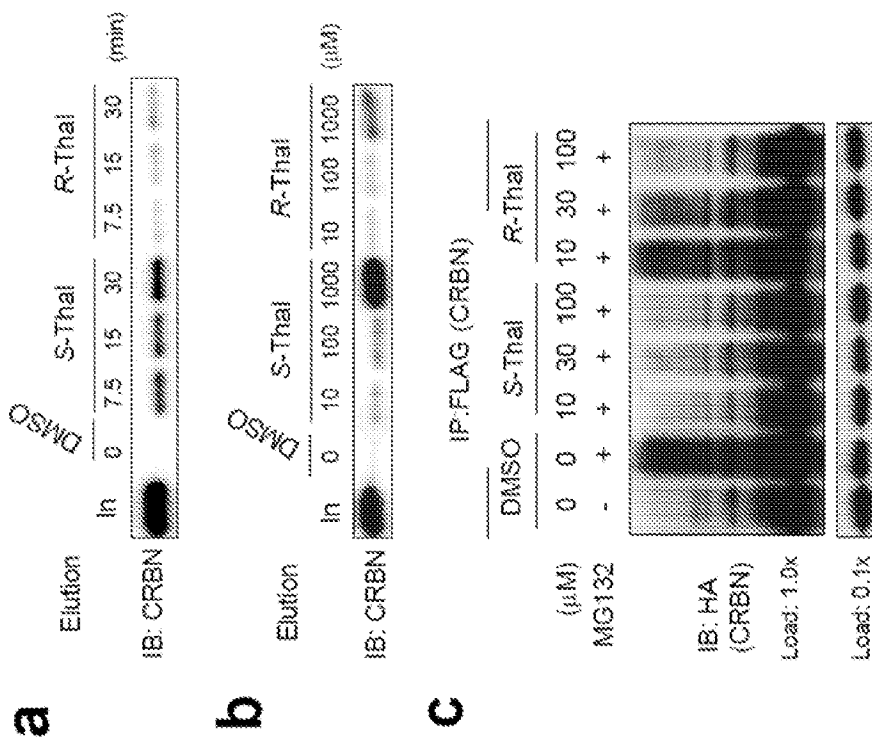 a
DMSO S-Thal R-Thal
Elution In 0 7.5 15 30 7.5 15 30 (min)
IB: CRBN
b
DMSO S-Thal R-Thal
Elution In 0 10 100 1000 10 100 1000 (μM)
IB: CRBN
c
IP:FLAG (CRBN)
DMSO S-Thal R-Thal
(μM) 0 0 10 30 100 10 30 100
MG132 - + + + + + + +
IB: HA
(CRBN)
Load: 1.0x
Load: 0.1x